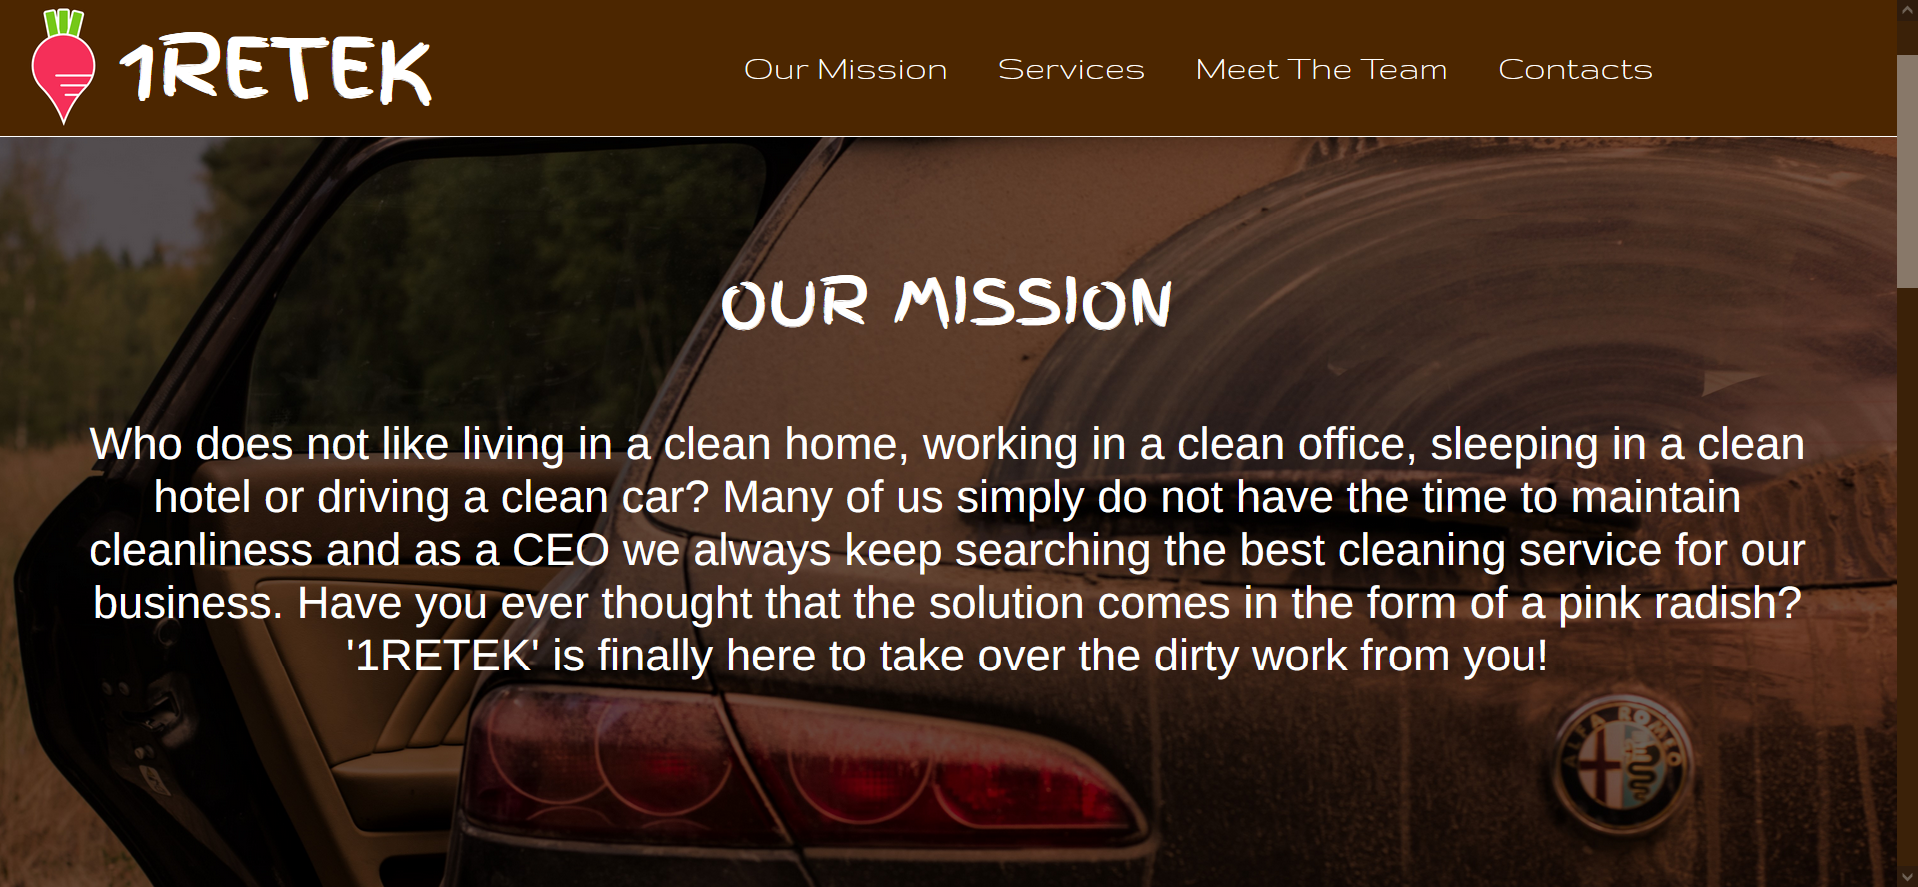 1RETEK
Our Mission Services Meet The Team Contacts
OUR MISSION
Who does not like living in a clean home, working in a clean office, sleeping in a clean
hotel or driving a clean car? Many of us simply do not have the time to maintain
cleanliness and as a CEO we always keep searching the best cleaning service for our
business. Have you ever thought that the solution comes in the form of a pink radish?
'1RETEK' is finally here to take over the dirty work from you!
ALFA ROMEO